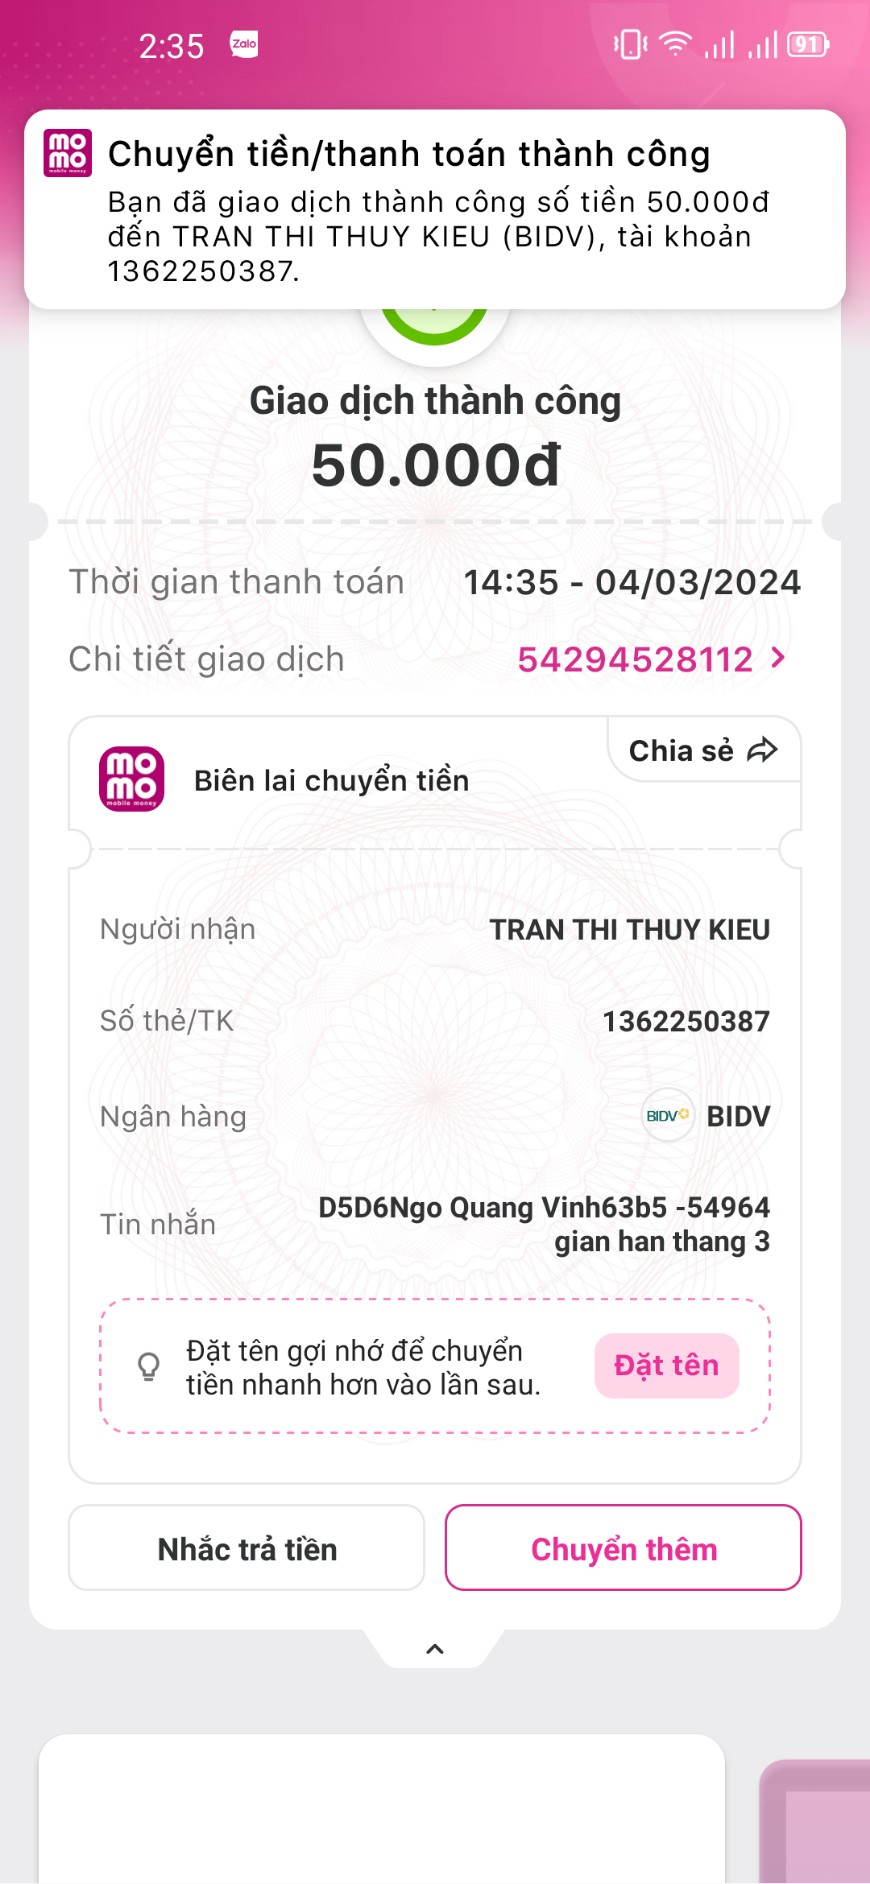 2:35
Zalo
91
mo
mo
mobile money
Chuyển tiền/thanh toán thành công
Bạn đã giao dịch thành công số tiền 50.000đ
đến TRAN THI THUY KIEU (BIDV), tài khoản
1362250387.
Giao dịch thành công
50.000đ
Thời gian thanh toán 14:35 - 04/03/2024
Chi tiết giao dịch 54294528112 >
Chia sẻ
mo
mo
mobile money
Biên lai chuyển tiền
Người nhận TRAN THI THUY KIEU
Số thẻ/TK 1362250387
Ngân hàng BIDV BIDV
Tin nhắn D5D6Ngo Quang Vinh63b5 -54964
gian han thang 3
Đặt tên gợi nhớ để chuyển
tiền nhanh hơn vào lần sau.
Đặt tên
Nhắc trả tiền Chuyển thêm